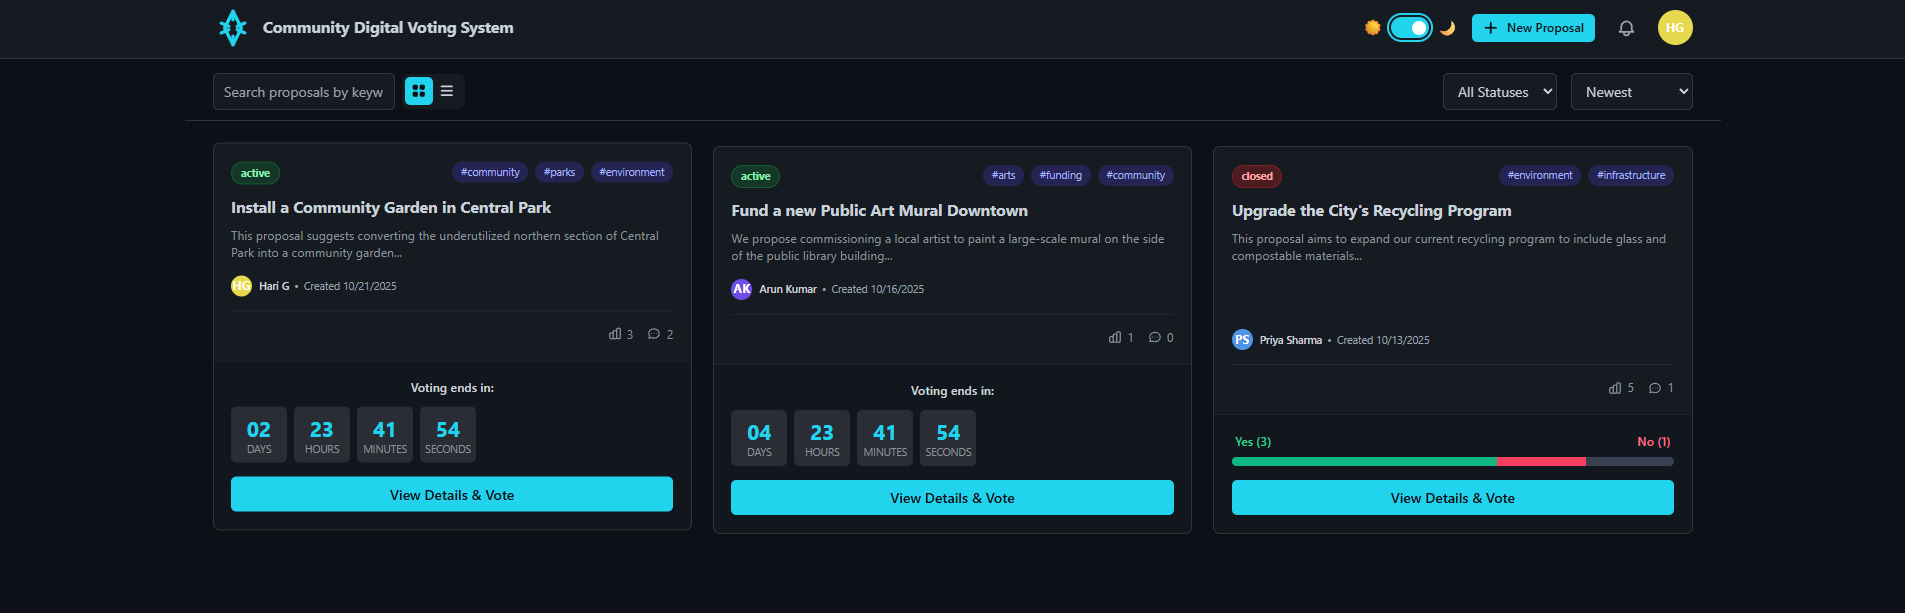 Community Digital Voting System
New Proposal
HG
Search proposals by keyw
All Statuses
Newest
active
#community #parks #environment
Install a Community Garden in Central Park
This proposal suggests converting the underutilized northern section of Central
Park into a community garden...
HG Hari G • Created 10/21/2025
3 2
Voting ends in:
02 23 41 54
DAYS HOURS MINUTES SECONDS
View Details & Vote
active
#arts #funding #community
Fund a new Public Art Mural Downtown
We propose commissioning a local artist to paint a large-scale mural on the side
of the public library building...
AK Arun Kumar • Created 10/16/2025
1 0
Voting ends in:
04 23 41 54
DAYS HOURS MINUTES SECONDS
View Details & Vote
closed
#environment #infrastructure
Upgrade the City's Recycling Program
This proposal aims to expand our current recycling program to include glass and
compostable materials...
PS Priya Sharma • Created 10/13/2025
5 1
Yes (3) No (1)
View Details & Vote